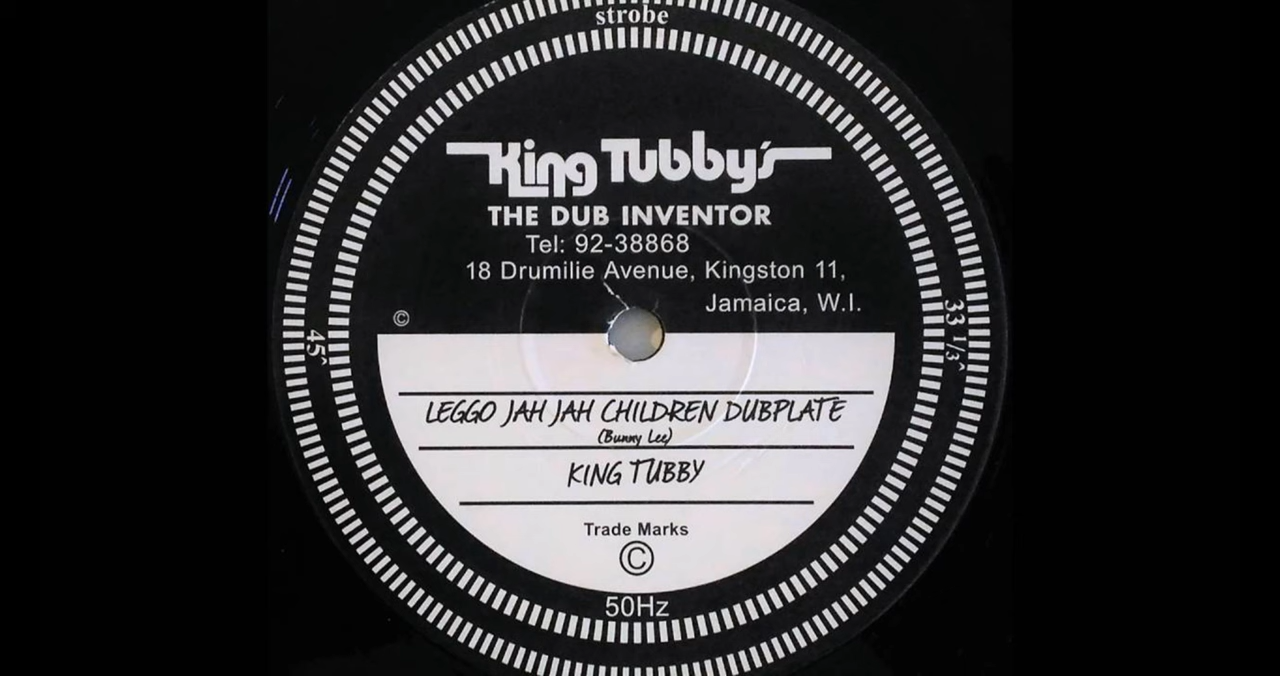 strobe
King Tubby's
THE DUB INVENTOR
Tel: 92-38868
18 Drumilie Avenue, Kingston 11,
Jamaica, W.I.
©
45
33 1/3
LEGGO JAH JAH CHILDREN DUBPLATE
(Bunny Lee)
KING TUBBY
Trade Marks
©
50Hz